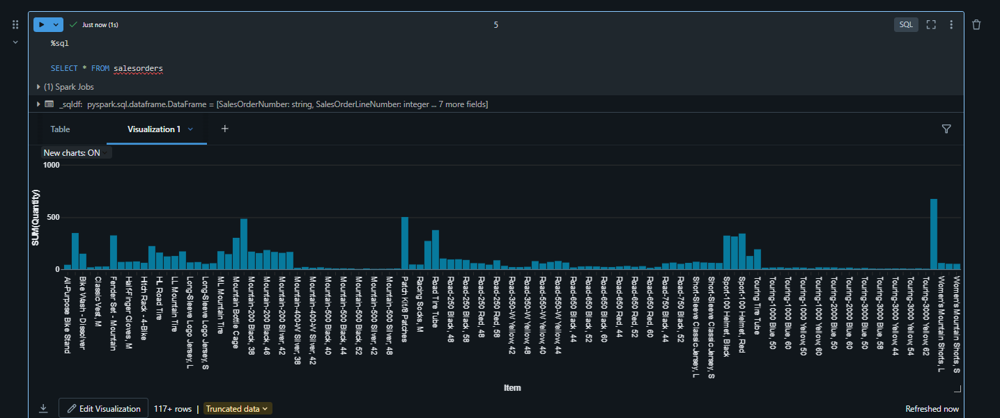 Just now (1s)
5
SQL
%sql
SELECT * FROM salesorders
(1) Spark Jobs
_sqldf: pyspark.sql.dataframe.DataFrame = [SalesOrderNumber: string, SalesOrderLineNumber: integer ... 7 more fields]
Table
Visualization 1
+
New charts: ON
1000
500
0
SUM(Quantity)
All-Purpose Bike Stand
Bike Wash - Dissolver
Classic Vest, M
Fender Set - Mountain
Half-Finger Gloves, M
Hitch Rack - 4-Bike
HL Road Tire
LL Mountain Tire
Long-Sleeve Logo Jersey, L
Long-Sleeve Logo Jersey, S
ML Mountain Tire
Mountain Bottle Cage
Mountain-200 Black, 38
Mountain-200 Black, 46
Mountain-200 Silver, 42
Mountain-400-W Silver, 38
Mountain-400-W Silver, 42
Mountain-500 Black, 40
Mountain-500 Black, 44
Mountain-500 Black, 52
Mountain-500 Silver, 42
Mountain-500 Silver, 48
Patch Kit/8 Patches
Racing Socks, M
Road Tire Tube
Road-250 Black, 48
Road-250 Black, 58
Road-250 Red, 48
Road-250 Red, 58
Road-350-W Yellow, 42
Road-350-W Yellow, 48
Road-550-W Yellow, 40
Road-550-W Yellow, 44
Road-650 Black, 44
Road-650 Black, 52
Road-650 Black, 60
Road-650 Red, 44
Road-650 Red, 52
Road-650 Red, 60
Road-750 Black, 44
Road-750 Black, 52
Short-Sleeve Classic Jersey, L
Short-Sleeve Classic Jersey, S
Sport-100 Helmet, Black
Sport-100 Helmet, Red
Touring Tire Tube
Touring-1000 Blue, 50
Touring-1000 Blue, 60
Touring-1000 Yellow, 50
Touring-1000 Yellow, 60
Touring-2000 Blue, 50
Touring-2000 Blue, 60
Touring-3000 Blue, 50
Touring-3000 Blue, 58
Touring-3000 Yellow, 44
Touring-3000 Yellow, 54
Touring-3000 Yellow, 62
Women's Mountain Shorts, L
Women's Mountain Shorts, S
Item
Edit Visualization
117+ rows | Truncated data
Refreshed now